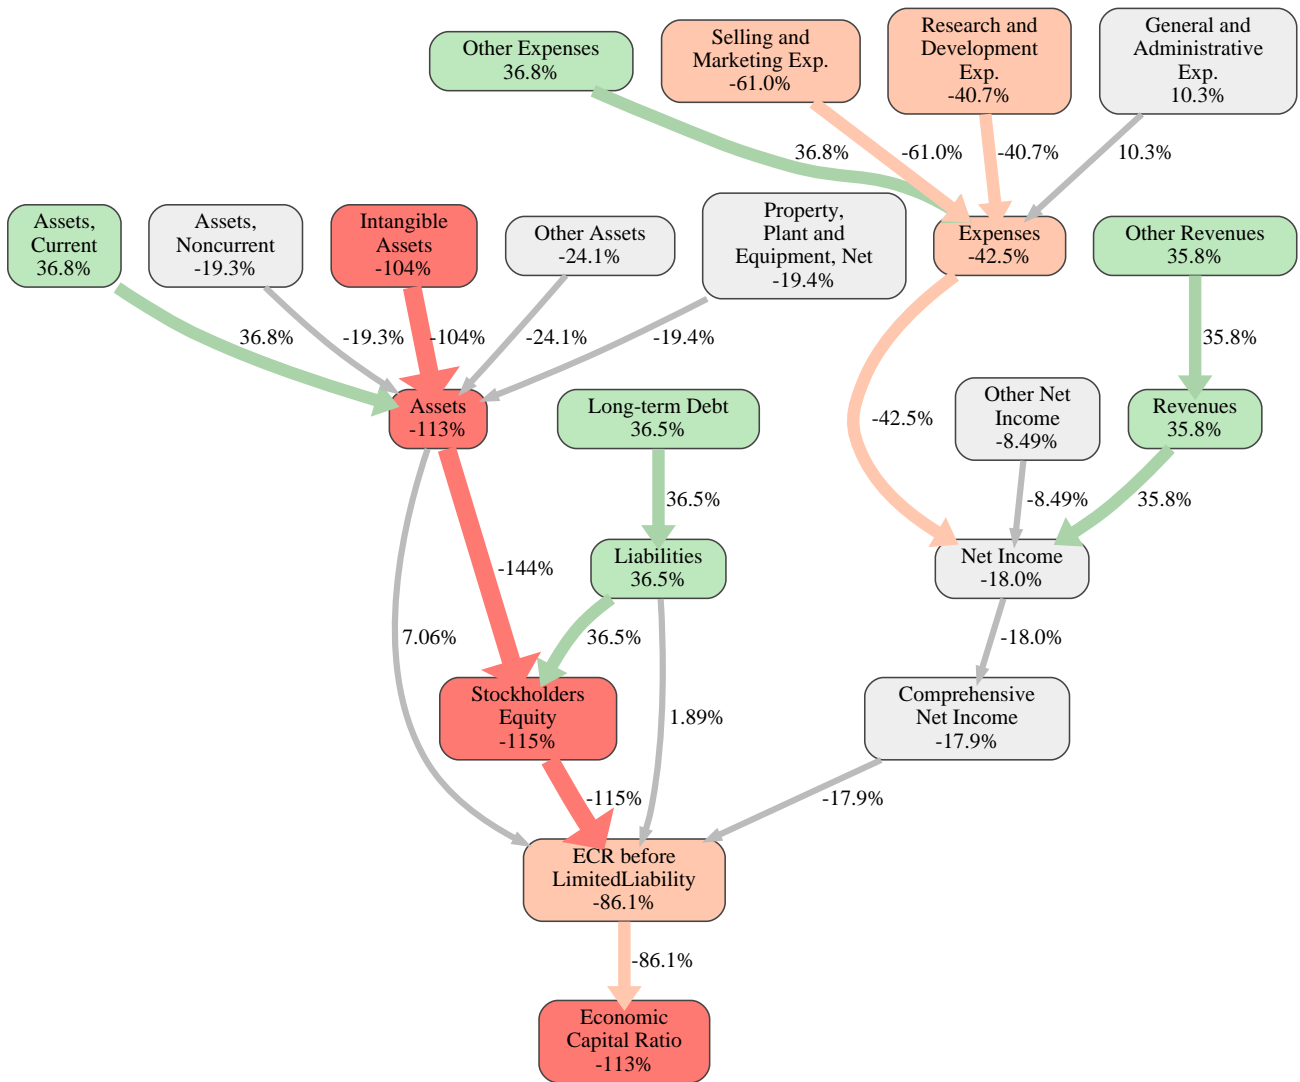 Other Expenses
36.8%
Selling and
Marketing Exp.
-61.0%
Research and
Development
Exp.
-40.7%
General and
Administrative
Exp.
10.3%
36.8%
-61.0%
-40.7%
10.3%
Assets,
Current
36.8%
Assets,
Noncurrent
-19.3%
Intangible
Assets
-104%
Other Assets
-24.1%
Property,
Plant and
Equipment, Net
-19.4%
Expenses
-42.5%
Other Revenues
35.8%
36.8%
-19.3%
-104%
-24.1%
-19.4%
35.8%
Assets
-113%
Long-term Debt
36.5%
-42.5%
Other Net
Income
-8.49%
Revenues
35.8%
36.5%
-8.49%
35.8%
-144%
Liabilities
36.5%
Net Income
-18.0%
7.06%
36.5%
-18.0%
Stockholders
Equity
-115%
1.89%
Comprehensive
Net Income
-17.9%
-115%
-17.9%
ECR before
LimitedLiability
-86.1%
-86.1%
Economic
Capital Ratio
-113%